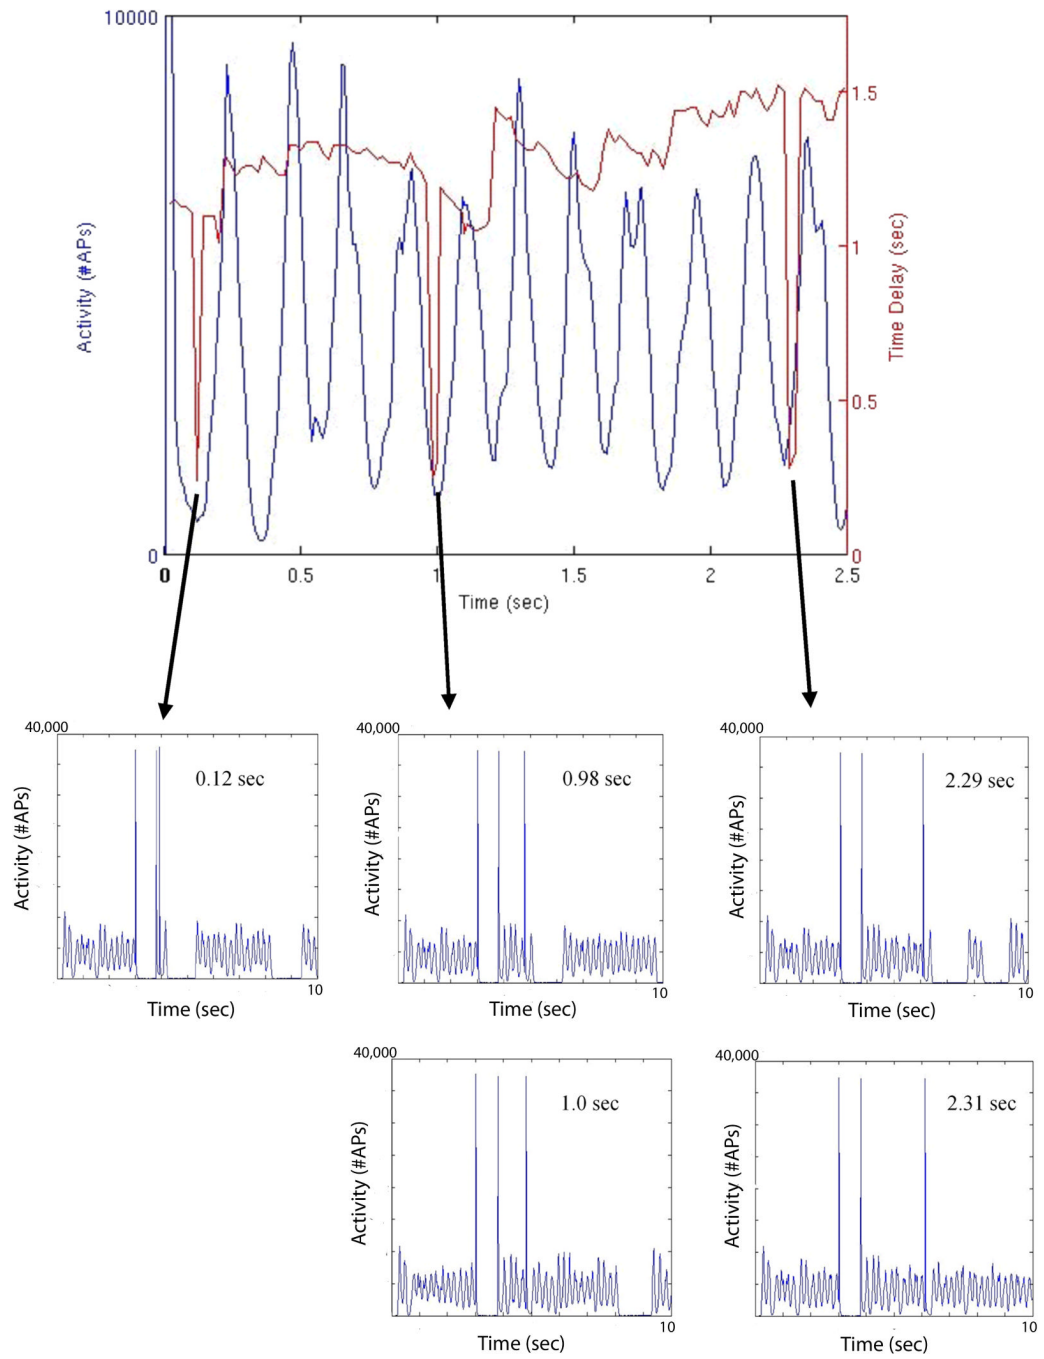 10000
Activity (#APs)
0
1.5
1
0.5
0
Time Delay (sec)
0 0.5 1 1.5 2 2.5
Time (sec)
40,000
0.12 sec
Activity (#APs)
10
Time (sec)
40,000
0.98 sec
Activity (#APs)
10
Time (sec)
40,000
2.29 sec
Activity (#APs)
10
Time (sec)
40,000
1.0 sec
Activity (#APs)
10
Time (sec)
40,000
2.31 sec
Activity (#APs)
10
Time (sec)